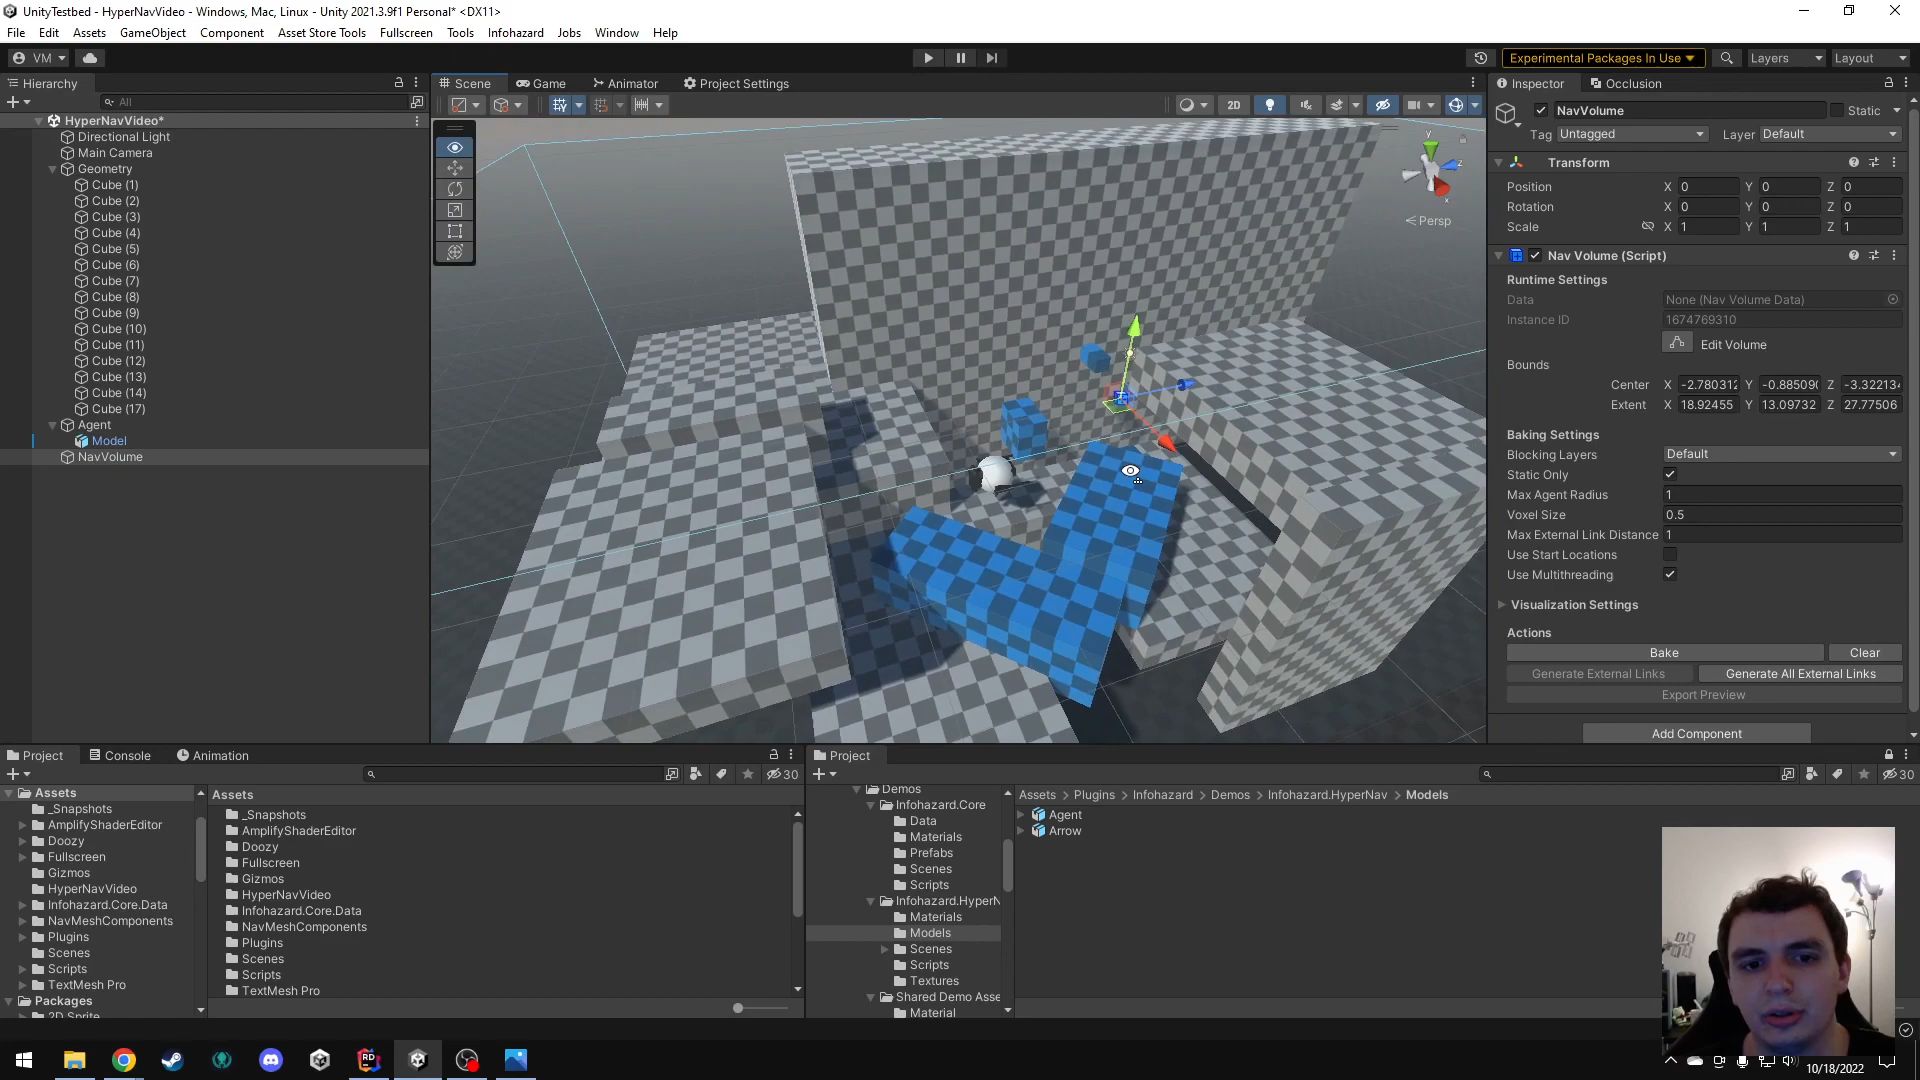 UnityTestbed - HyperNavVideo - Windows, Mac, Linux - Unity 2021.3.9f1 Personal* <DX11>
File Edit Assets GameObject Component Asset Store Tools Fullscreen Tools Infohazard Jobs Window Help
VM Experimental Packages In Use Layers Layout
Hierarchy
All
HyperNavVideo*
Directional Light
Main Camera
Geometry
Cube (1)
Cube (2)
Cube (3)
Cube (4)
Cube (5)
Cube (6)
Cube (7)
Cube (8)
Cube (9)
Cube (10)
Cube (11)
Cube (12)
Cube (13)
Cube (14)
Cube (17)
Agent
Model
NavVolume
Scene Game Animator Project Settings
2D
y
z
x
Persp
Inspector Occlusion
NavVolume Static
Tag Untagged Layer Default
Transform
Position X 0 Y 0 Z 0
Rotation X 0 Y 0 Z 0
Scale X 1 Y 1 Z 1
Nav Volume (Script)
Runtime Settings
Data None (Nav Volume Data)
Instance ID 1674769310
Edit Volume
Bounds
Center X -2.780312 Y -0.885090 Z -3.322134
Extent X 18.92455 Y 13.09732 Z 27.77506
Baking Settings
Blocking Layers Default
Static Only
Max Agent Radius 1
Voxel Size 0.5
Max External Link Distance 1
Use Start Locations
Use Multithreading
Visualization Settings
Actions
Bake Clear
Generate External Links Generate All External Links
Export Preview
Add Component
Project Console Animation
30
Assets
_Snapshots
AmplifyShaderEditor
Doozy
Fullscreen
Gizmos
HyperNavVideo
Infohazard.Core.Data
NavMeshComponents
Plugins
Scenes
Scripts
TextMesh Pro
Packages
2D Sprite
Assets
_Snapshots
AmplifyShaderEditor
Doozy
Fullscreen
Gizmos
HyperNavVideo
Infohazard.Core.Data
NavMeshComponents
Plugins
Scenes
Scripts
TextMesh Pro
Project
30
Demos
Infohazard.Core
Data
Materials
Prefabs
Scenes
Scripts
Infohazard.HyperN
Materials
Models
Scenes
Scripts
Textures
Shared Demo Asse
Material
Assets > Plugins > Infohazard > Demos > Infohazard.HyperNav > Models
Agent
Arrow
RD
10/18/2022